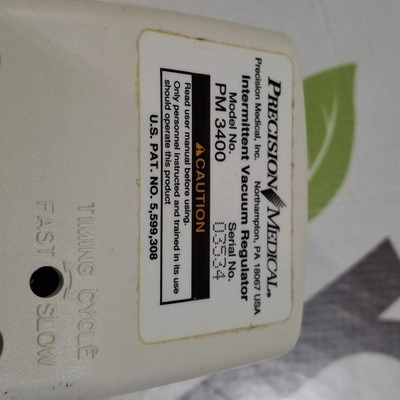 PRECISION MEDICAL®
Precision Medical, Inc. Northampton, PA 18067 USA
Intermittent Vacuum Regulator
Model No. Serial No.
PM 3400 03534
CAUTION
Read user manual before using.
Only personnel instructed and trained in its use
should operate this product
U.S. PAT. NO. 5,599,308
TIMING CYCLE
FAST SLOW